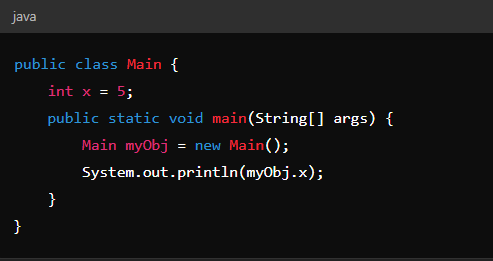 java
public class Main {
    int x = 5;
    public static void main(String[] args) {
        Main myObj = new Main();
        System.out.println(myObj.x);
    }
}